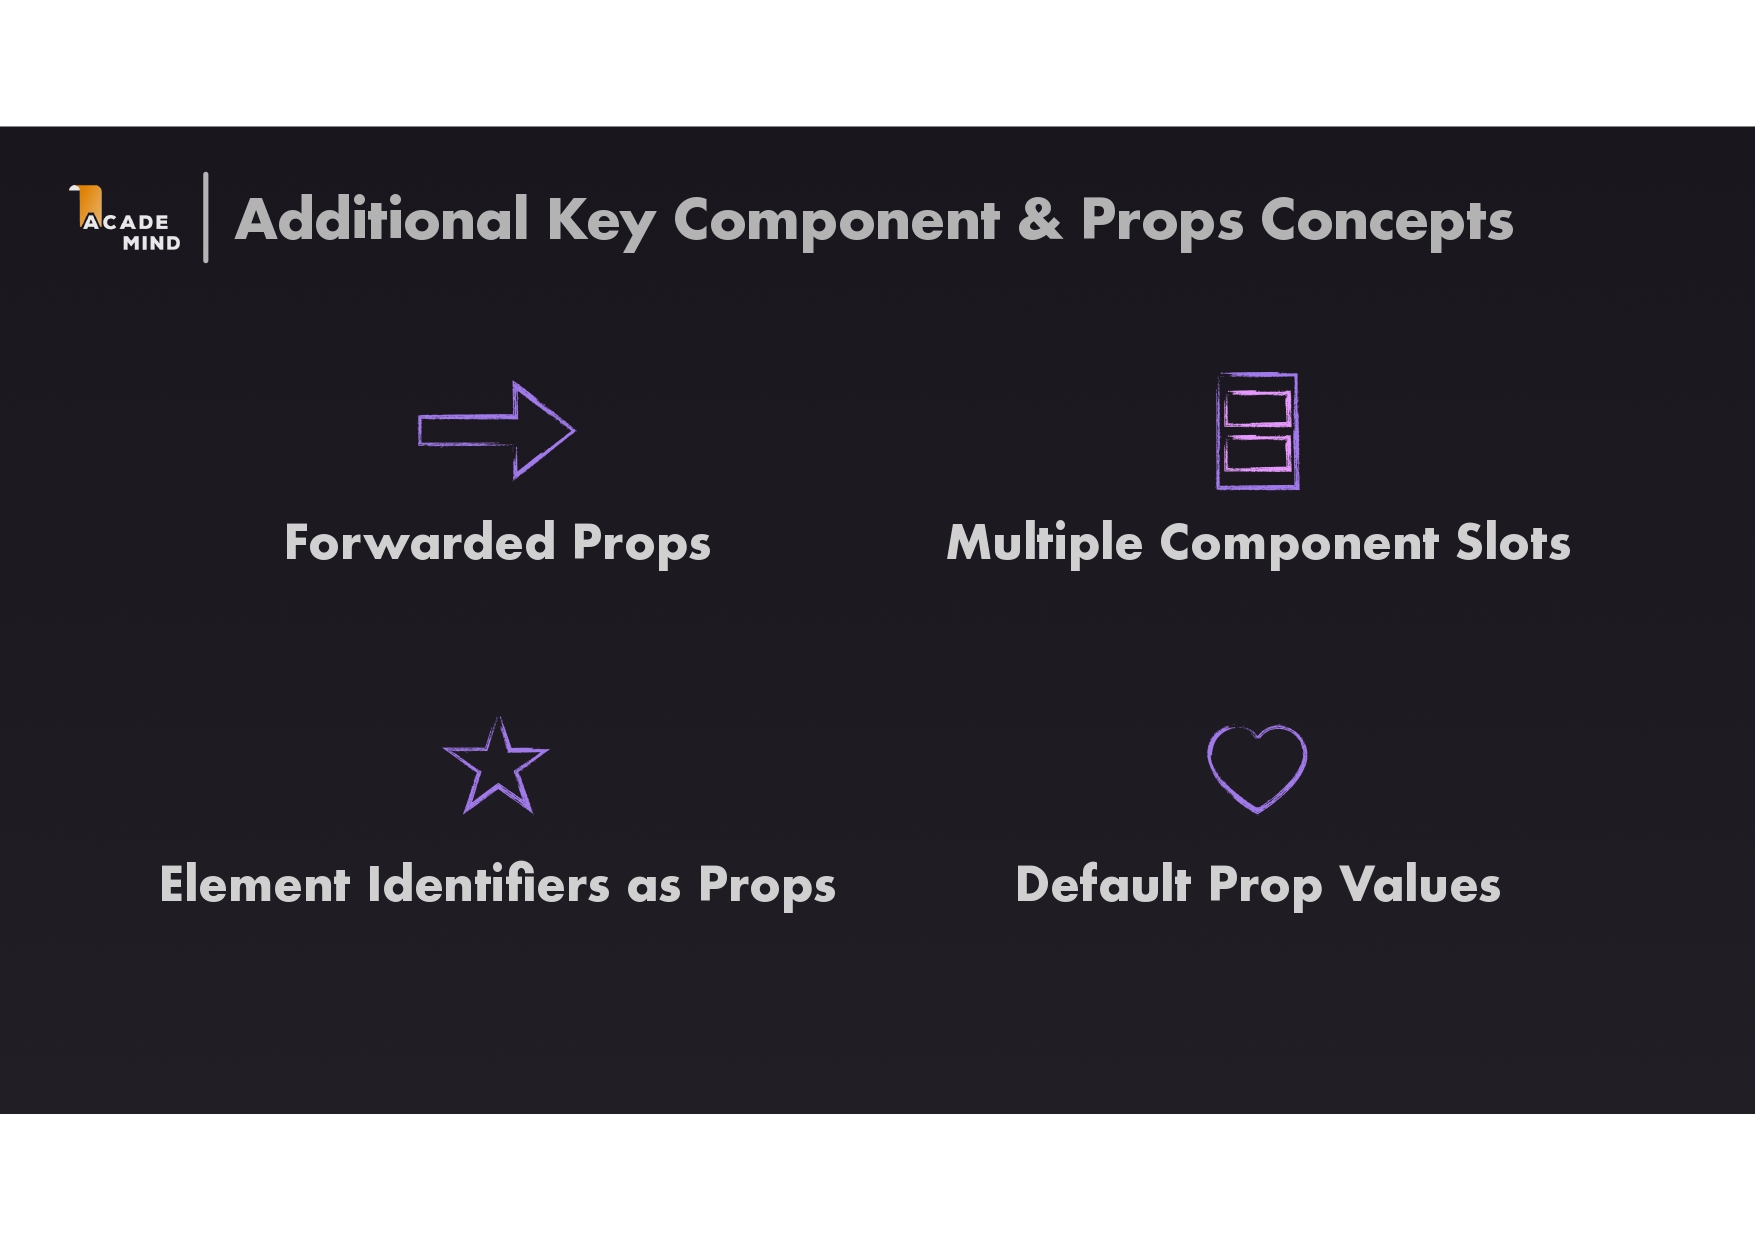 ACADE
MIND
Additional Key Component & Props Concepts
Forwarded Props
Multiple Component Slots
Element Identifiers as Props
Default Prop Values